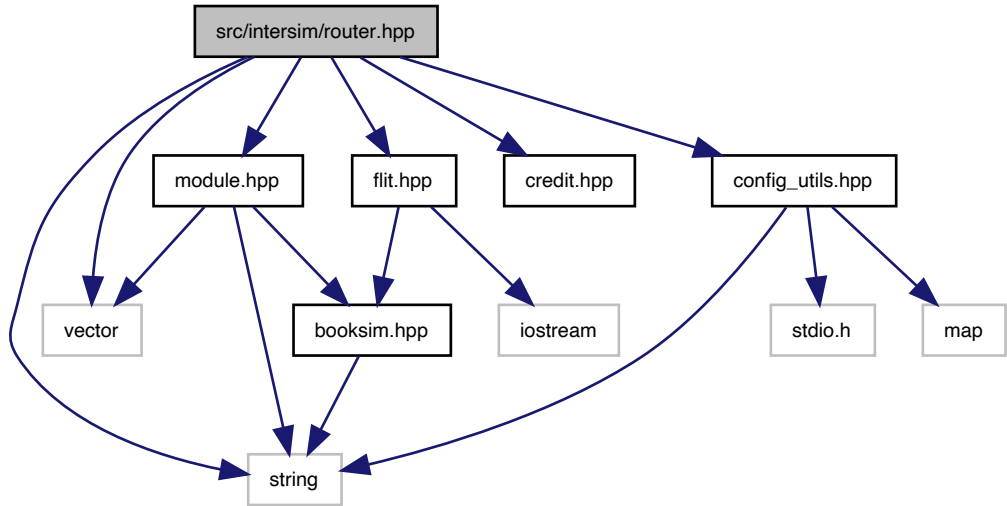 src/intersim/router.hpp
module.hpp
flit.hpp
credit.hpp
config_utils.hpp
vector
booksim.hpp
iostream
stdio.h
map
string